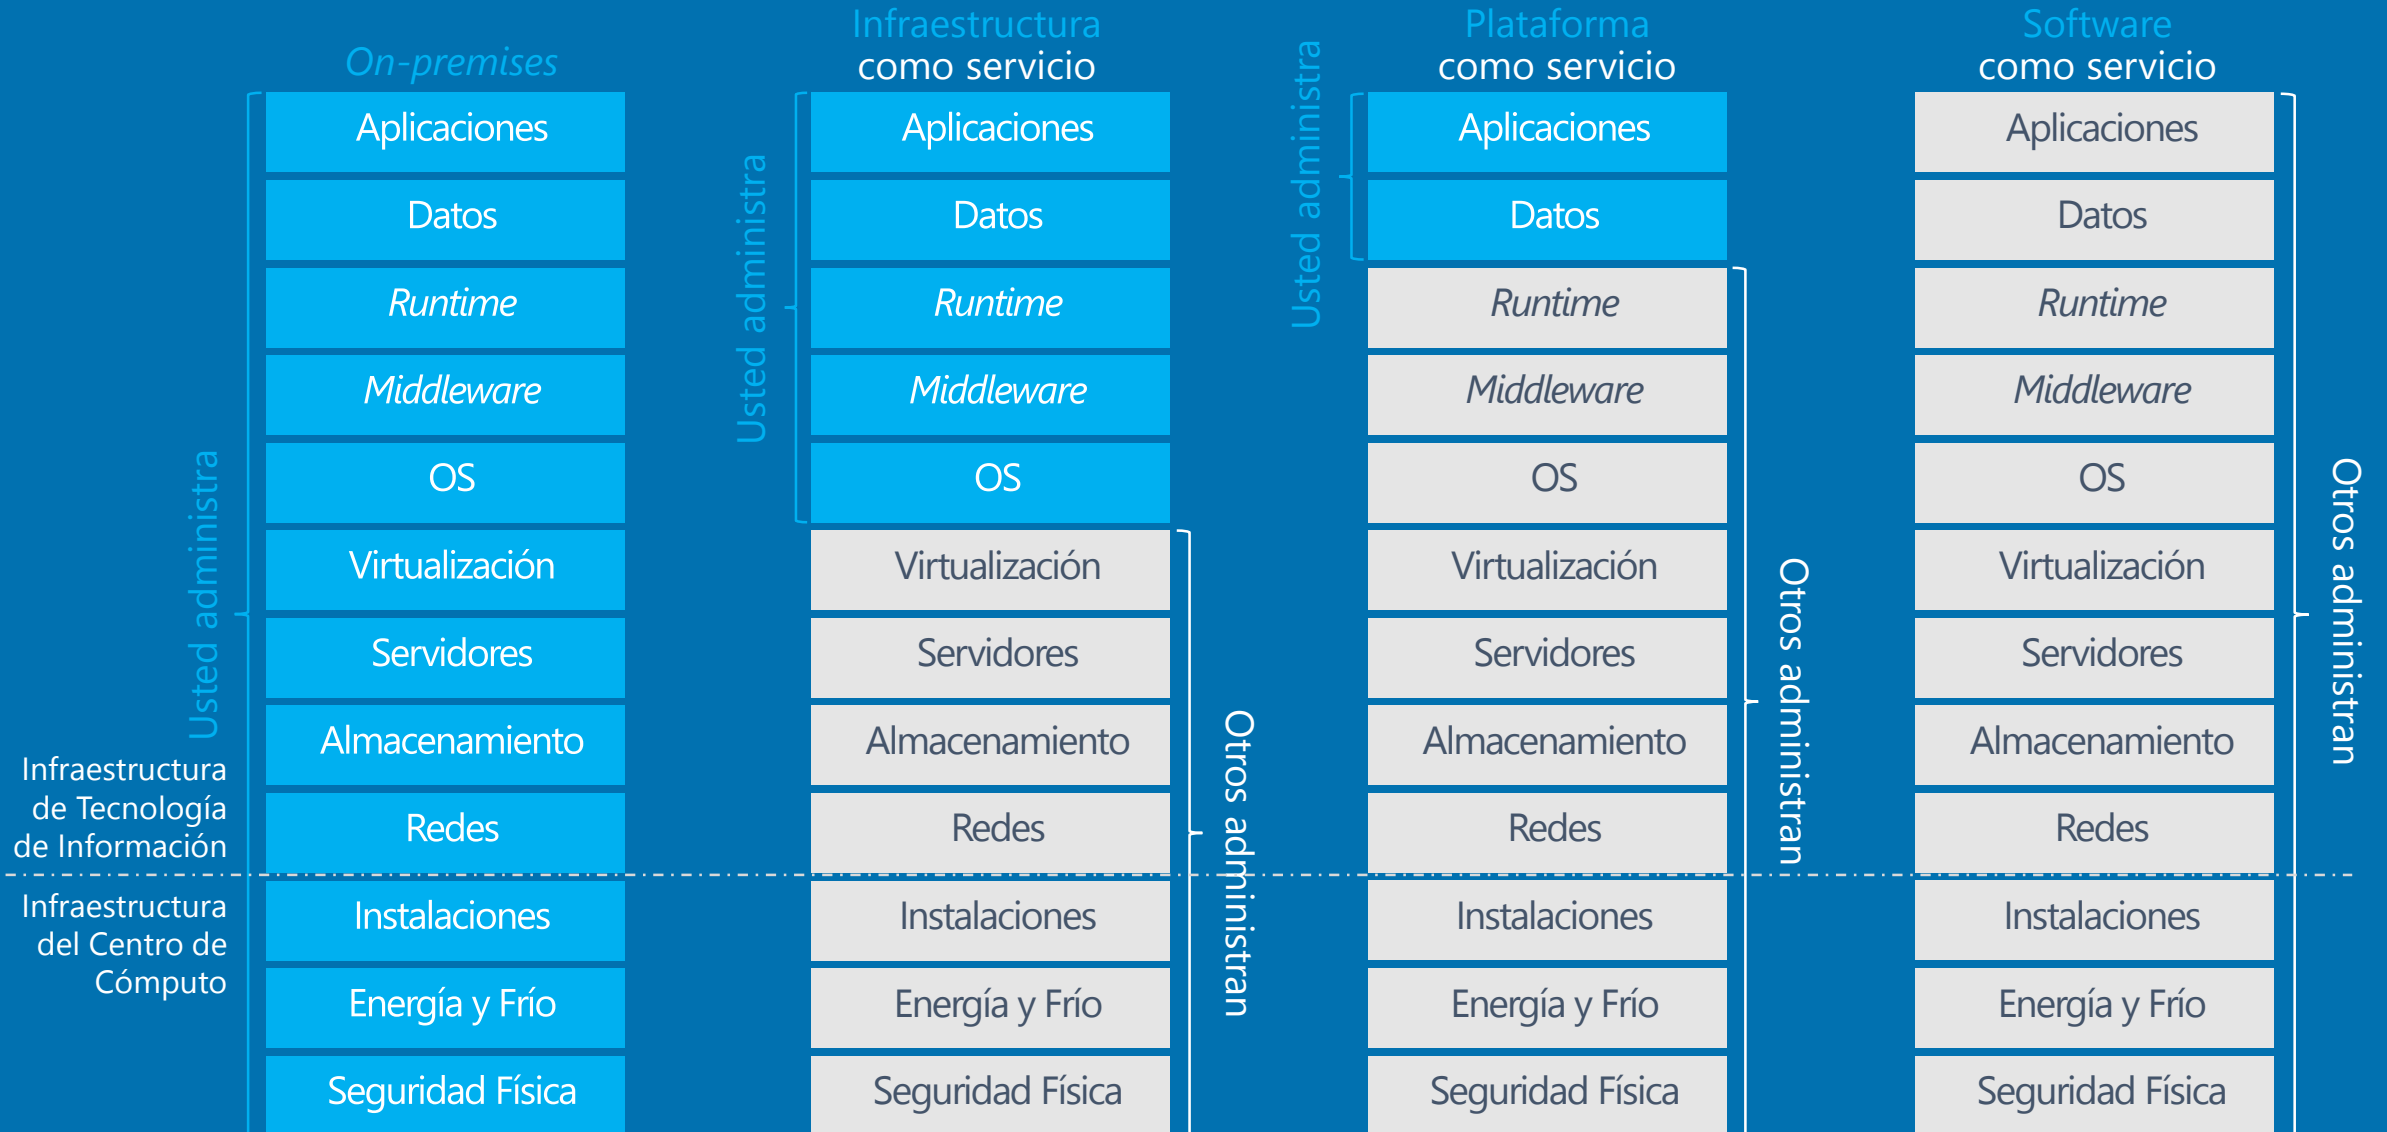 On-premises
Usted administra
Aplicaciones
Datos
Runtime
Middleware
OS
Virtualización
Servidores
Almacenamiento
Redes
Instalaciones
Energía y Frío
Seguridad Física
Infraestructura
de Tecnología
de Información
Infraestructura
del Centro de
Cómputo
Infraestructura
como servicio
Usted administra
Aplicaciones
Datos
Runtime
Middleware
OS
Virtualización
Servidores
Almacenamiento
Redes
Instalaciones
Energía y Frío
Seguridad Física
Otros administran
Plataforma
como servicio
Usted administra
Aplicaciones
Datos
Runtime
Middleware
OS
Virtualización
Servidores
Almacenamiento
Redes
Instalaciones
Energía y Frío
Seguridad Física
Otros administran
Software
como servicio
Aplicaciones
Datos
Runtime
Middleware
OS
Virtualización
Servidores
Almacenamiento
Redes
Instalaciones
Energía y Frío
Seguridad Física
Otros administran